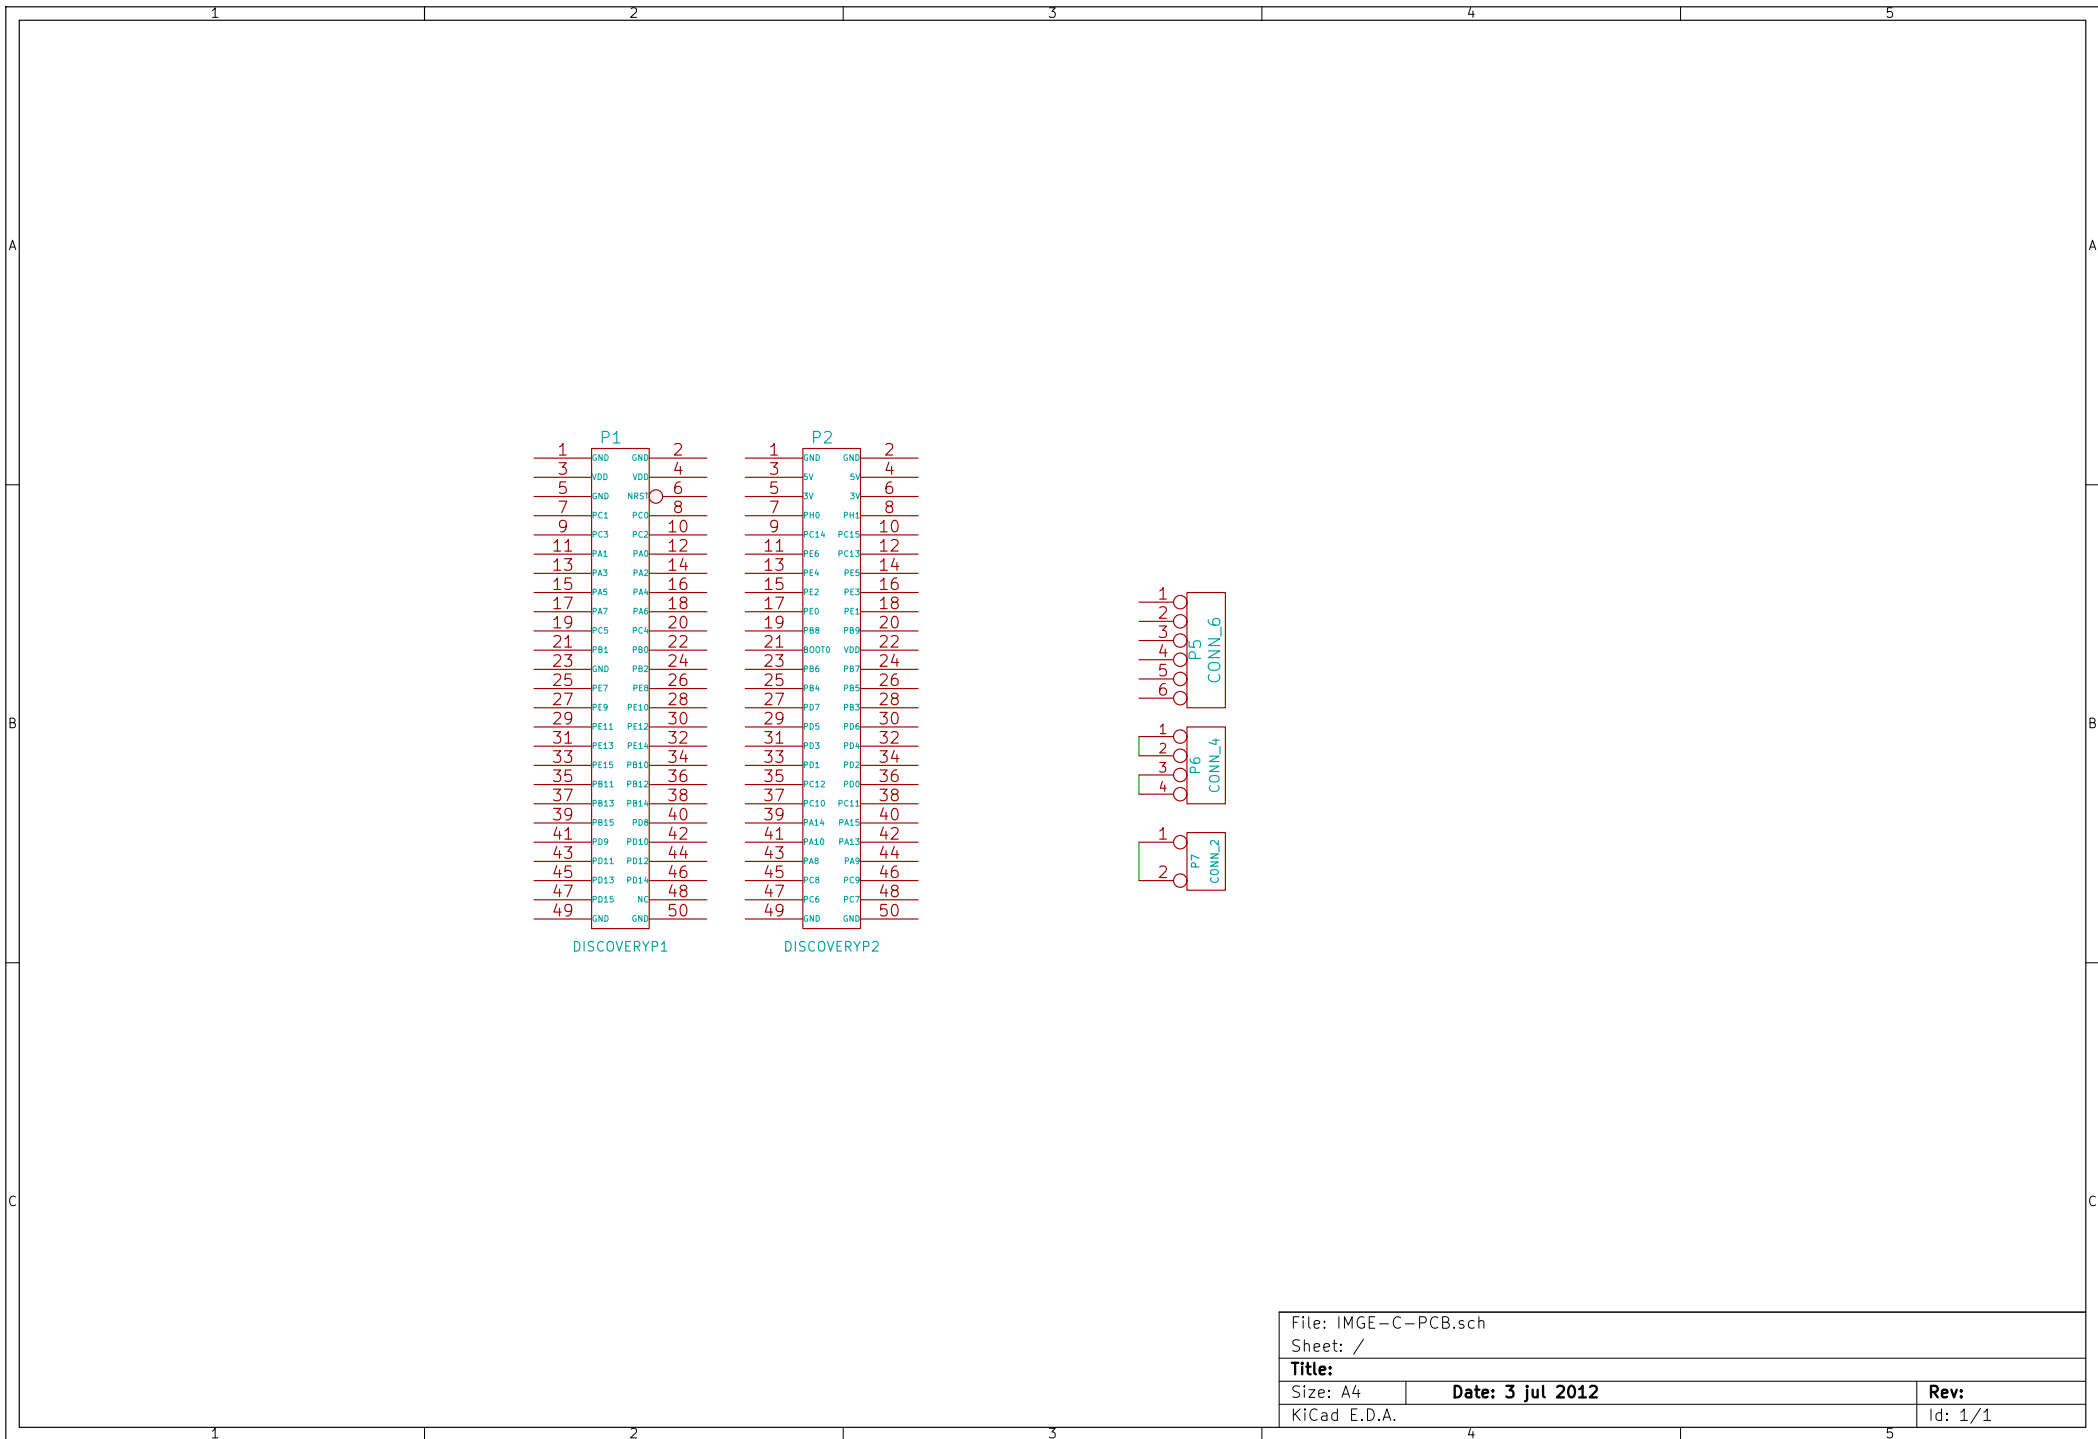 1 2 3 4 5
A A
P1 P2
1 GND GND 2 1 GND GND 2
3 VDD VDD 4 3 5V 5V 4
5 GND NRST 6 5 3V 3V 6
7 PC1 PC0 8 7 PH0 PH1 8
9 PC3 PC2 10 9 PC14 PC15 10
11 PA1 PA0 12 11 PE6 PC13 12
13 PA3 PA2 14 13 PE4 PE5 14
15 PA5 PA4 16 15 PE2 PE3 16
17 PA7 PA6 18 17 PE0 PE1 18
19 PC5 PC4 20 19 PB8 PB9 20
21 PB1 PB0 22 21 BOOT0 VDD 22
23 GND PB2 24 23 PB6 PB7 24
25 PE7 PE8 26 25 PB4 PB5 26
27 PE9 PE10 28 27 PD7 PB3 28
29 PE11 PE12 30 29 PD5 PD6 30
31 PE13 PE14 32 31 PD3 PD4 32
33 PE15 PB10 34 33 PD1 PD2 34
35 PB11 PB12 36 35 PC12 PD0 36
37 PB13 PB14 38 37 PC10 PC11 38
39 PB15 PD8 40 39 PA14 PA15 40
41 PD9 PD10 42 41 PA10 PA13 42
43 PD11 PD12 44 43 PA8 PA9 44
45 PD13 PD14 46 45 PC8 PC9 46
47 PD15 NC 48 47 PC6 PC7 48
49 GND GND 50 49 GND GND 50
DISCOVERYP1 DISCOVERYP2
1
2
3
4
5
6
P5
CONN_6
1
2
3
4
P6
CONN_4
1
2
P7
CONN_2
B B
C C
File: IMGE-C-PCB.sch
Sheet: /
Title:
Size: A4 Date: 3 jul 2012 Rev:
KiCad E.D.A. Id: 1/1
1 2 3 4 5